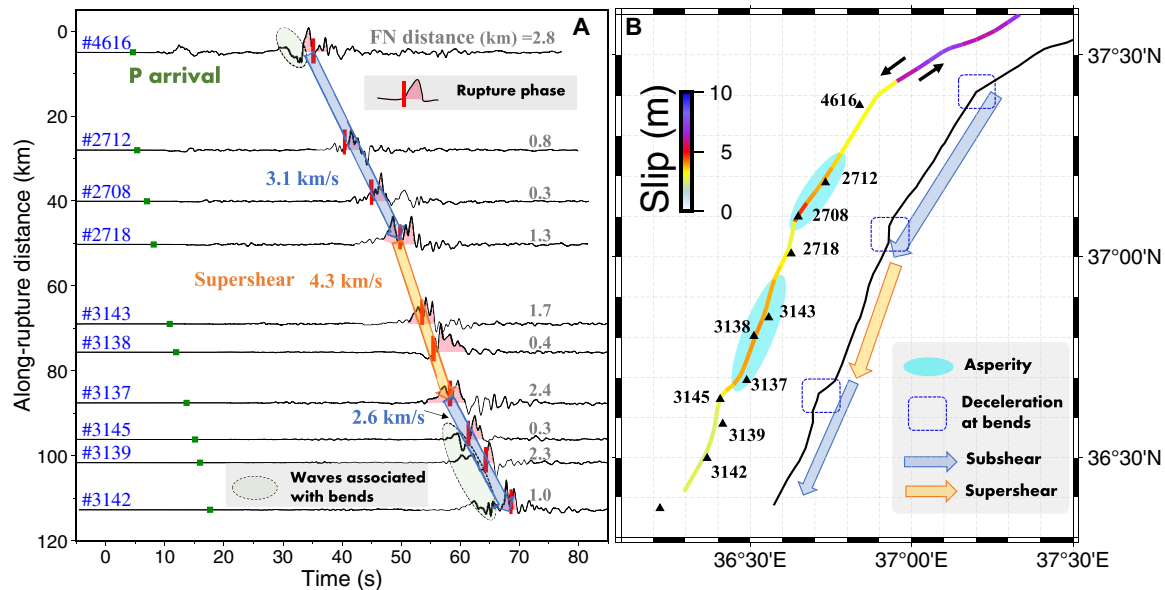 A
#4616
FN distance (km) =2.8
P arrival
Rupture phase
#2712
0.8
3.1 km/s
#2708
0.3
#2718
1.3
Supershear 4.3 km/s
#3143
1.7
#3138
0.4
#3137
2.4
2.6 km/s
#3145
0.3
#3139
2.3
Waves associated
with bends
#3142
1.0
0
20
40
60
80
100
120
Along-rupture distance (km)
0
10
20
30
40
50
60
70
80
Time (s)
B
Slip (m)
10
5
0
4616
2712
2708
2718
3143
3138
3137
3145
3139
3142
Asperity
Deceleration
at bends
Subshear
Supershear
37°30'N
37°00'N
36°30'N
36°30'E
37°00'E
37°30'E